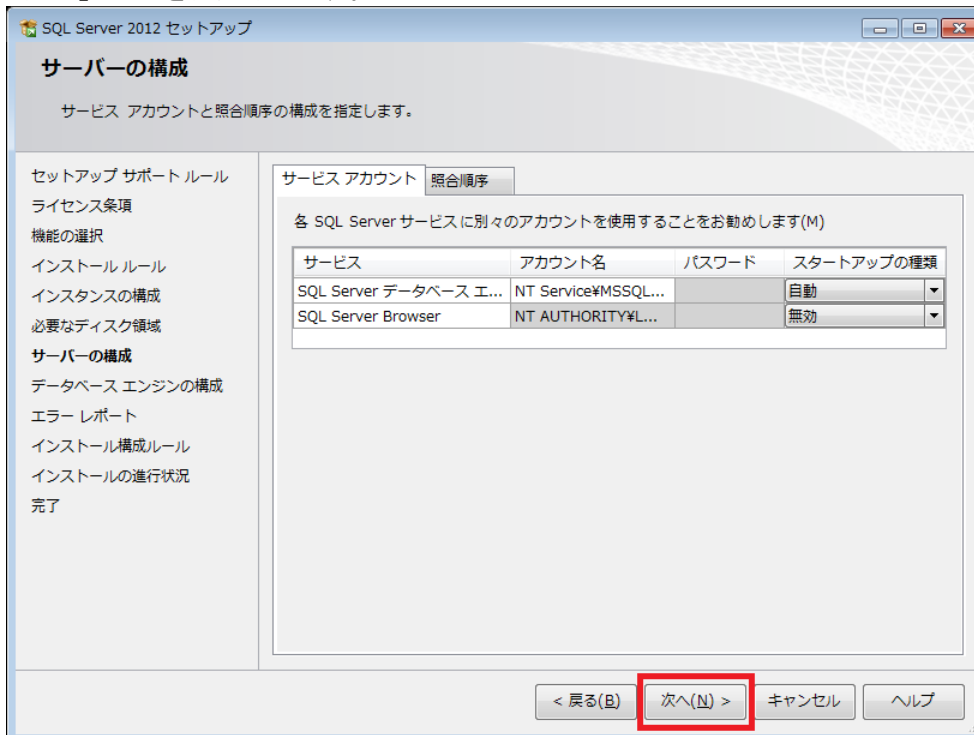 SQL Server 2012 セットアップ
サーバーの構成
サービス アカウントと照合順序の構成を指定します。
セットアップ サポート ルール
ライセンス条項
機能の選択
インストール ルール
インスタンスの構成
必要なディスク領域
サーバーの構成
データベース エンジンの構成
エラー レポート
インストール構成ルール
インストールの進行状況
完了
サービス アカウント 照合順序
各 SQL Server サービスに別々のアカウントを使用することをお勧めします(M)
サービス アカウント名 パスワード スタートアップの種類
SQL Server データベース エ... NT Service¥MSSQL... 自動
SQL Server Browser NT AUTHORITY¥L... 無効
< 戻る(B) 次へ(N) > キャンセル ヘルプ